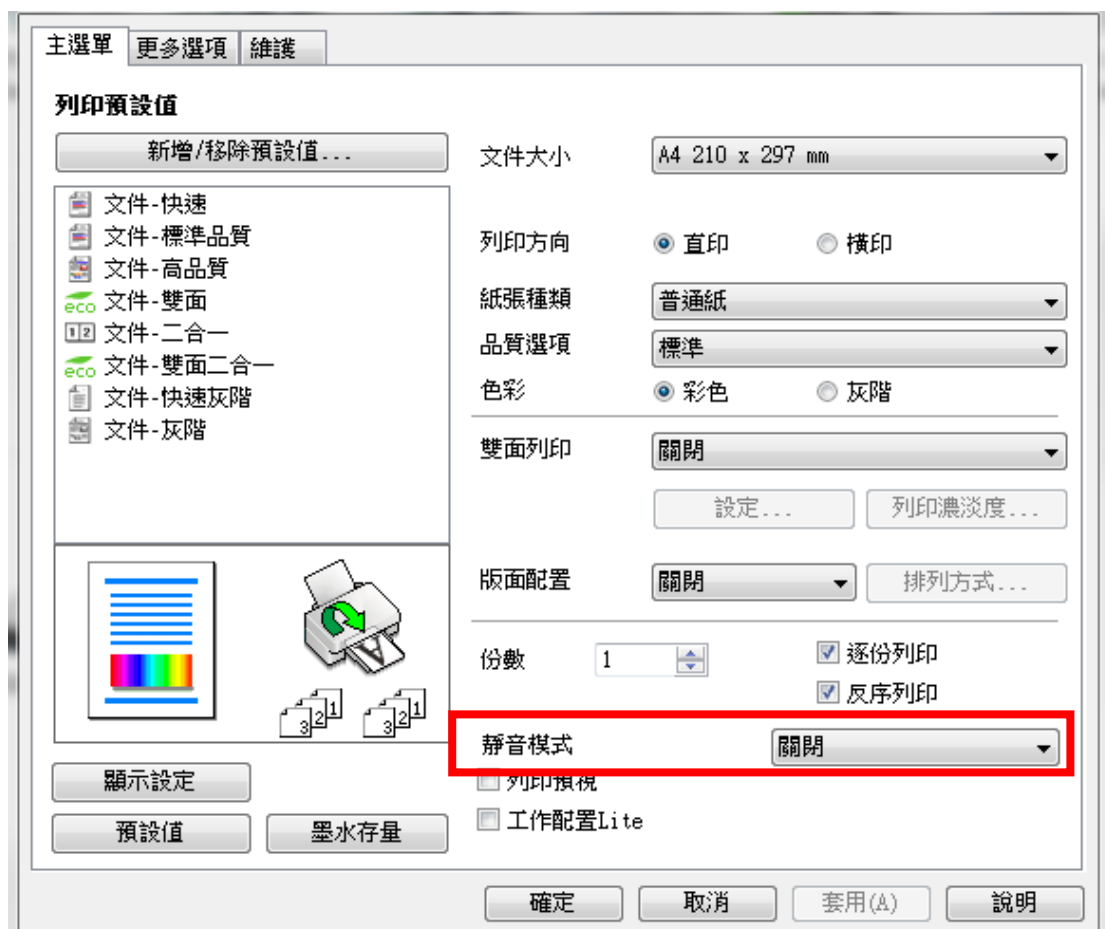 主選單 更多選項 維護
列印預設值
新增/移除預設值...
文件-快速
文件-標準品質
文件-高品質
eco 文件-雙面
1 2 文件-二合一
eco 文件-雙面二合一
文件-快速灰階
文件-灰階
3 2 1 3 2 1
顯示設定
預設值 墨水存量
文件大小 A4 210 x 297 mm
列印方向 直印 橫印
紙張種類 普通紙
品質選項 標準
色彩 彩色 灰階
雙面列印 關閉
設定... 列印濃淡度...
版面配置 關閉 排列方式...
份數 1 逐份列印
反序列印
靜音模式 關閉
列印預視
工作配置Lite
確定 取消 套用(A) 說明